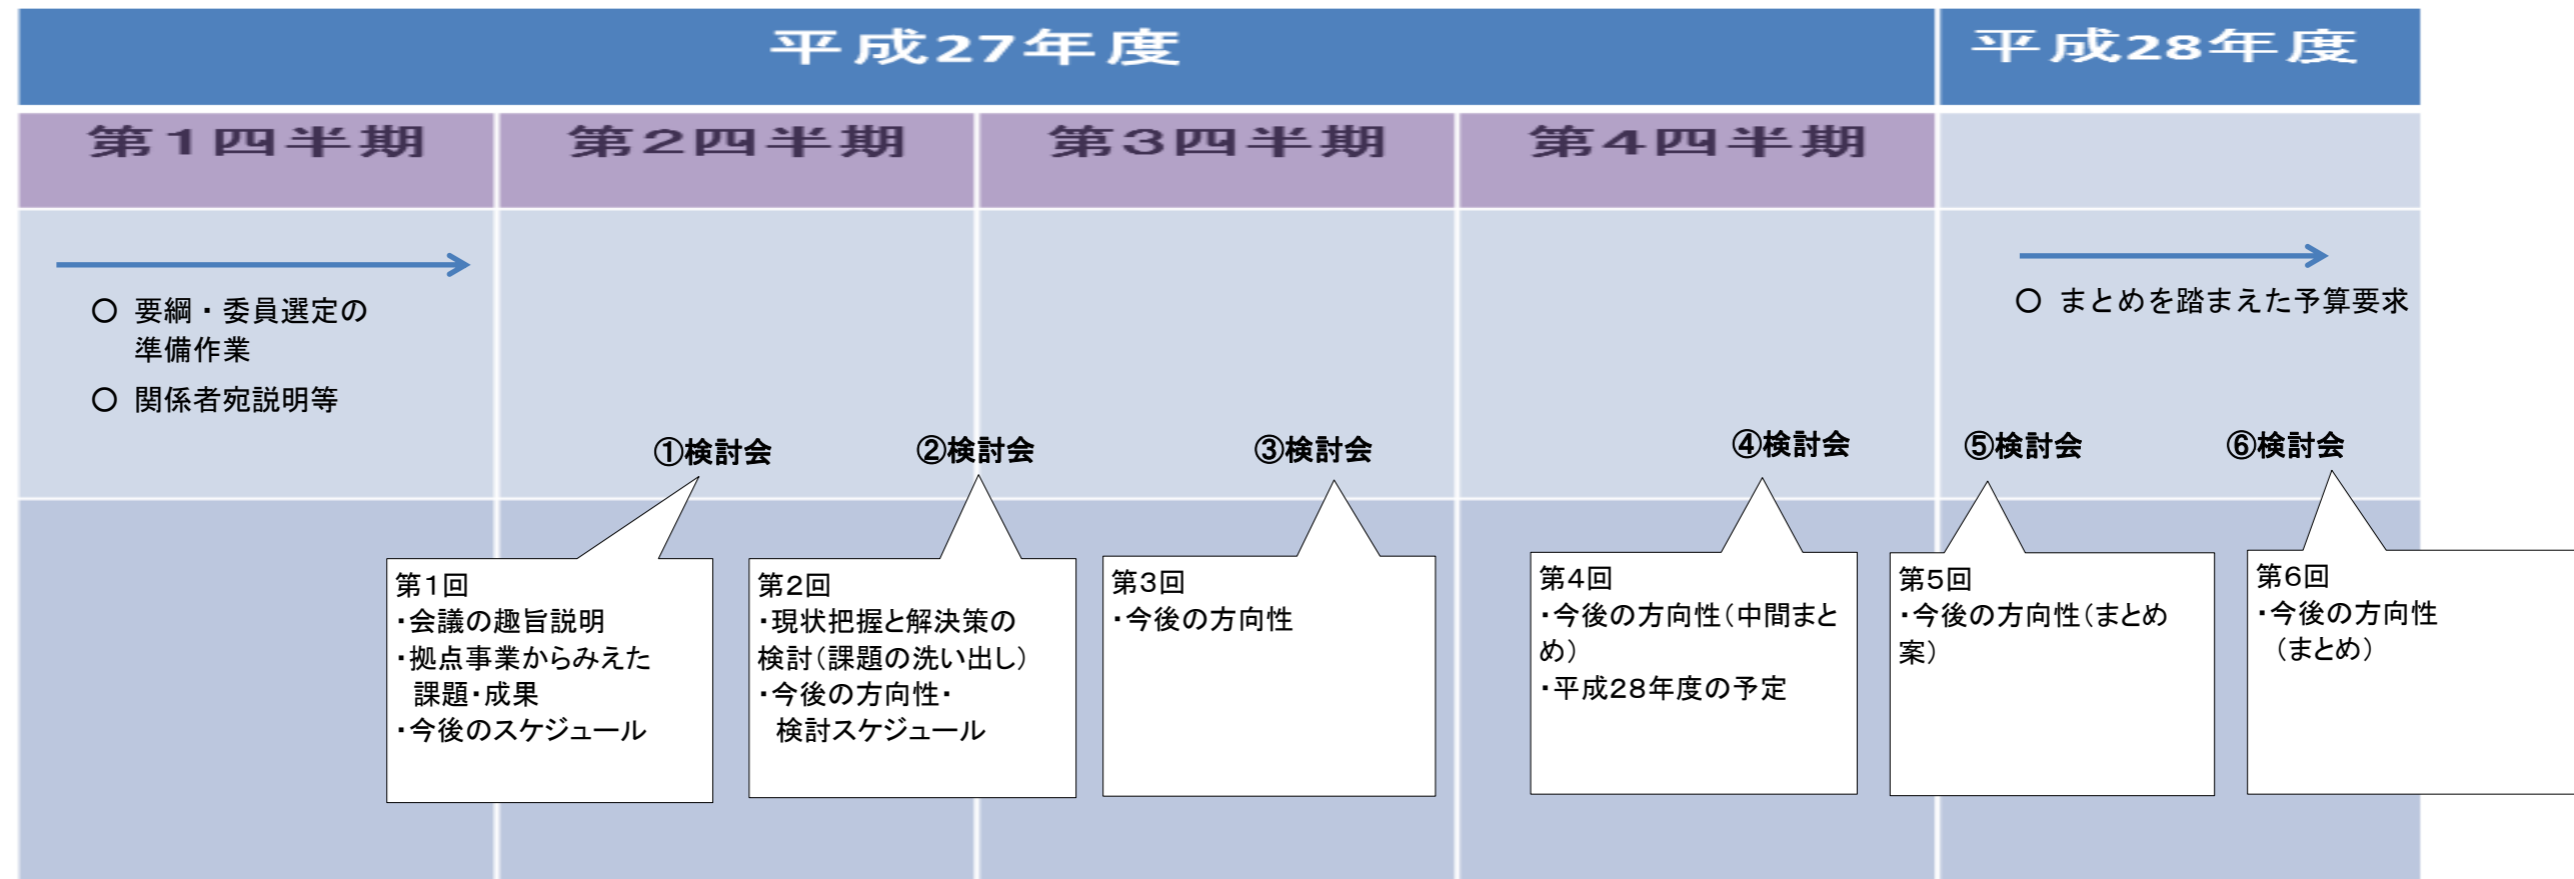 平成27年度
平成28年度
第1四半期
第2四半期
第3四半期
第4四半期
○ 要綱・委員選定の
準備作業
○ 関係者宛説明等
○ まとめを踏まえた予算要求
①検討会
②検討会
③検討会
④検討会
⑤検討会
⑥検討会
第1回
・会議の趣旨説明
・拠点事業からみえた
課題・成果
・今後のスケジュール
第2回
・現状把握と解決策の
検討(課題の洗い出し)
・今後の方向性・
検討スケジュール
第3回
・今後の方向性
第4回
・今後の方向性(中間まと
め)
・平成28年度の予定
第5回
・今後の方向性(まとめ
案)
第6回
・今後の方向性
(まとめ)